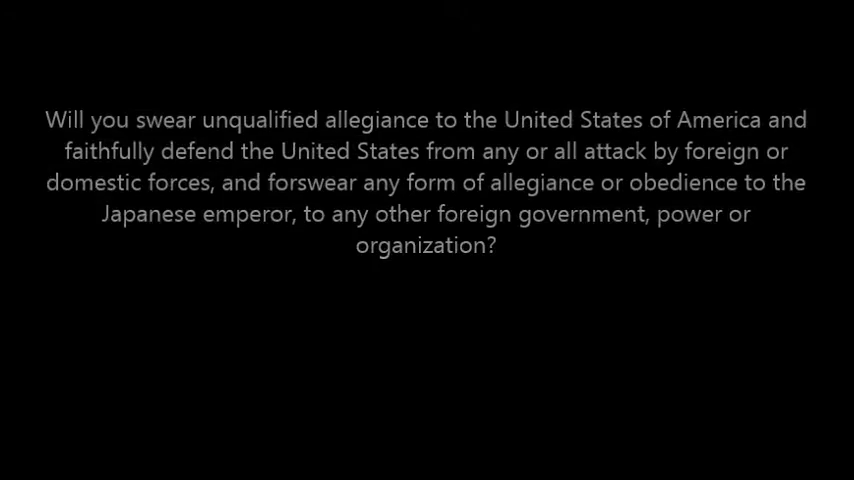 Will you swear unqualified allegiance to the United States of America and
faithfully defend the United States from any or all attack by foreign or
domestic forces, and forswear any form of allegiance or obedience to the
Japanese emperor, to any other foreign government, power or
organization?